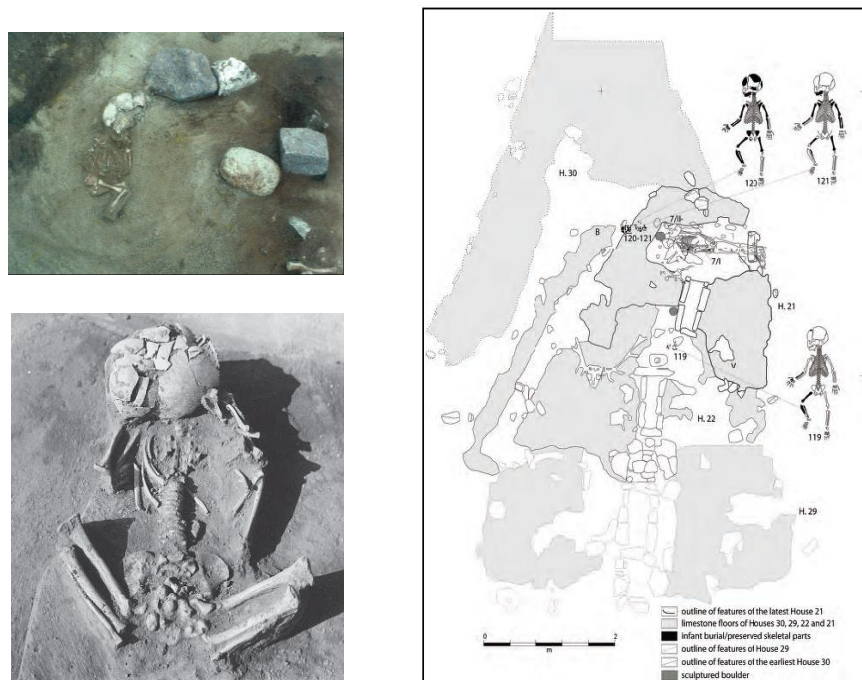 H. 30
123
121
7/II
B
120-121
7/I
H. 21
119
V
H. 22
119
H. 29
outline of features of the latest House 21
limestone floors of Houses 30, 29, 22 and 21
infant burial/preserved skeletal parts
outline of features of House 29
outline of features of the earliest House 30
sculptured boulder
0 2
m